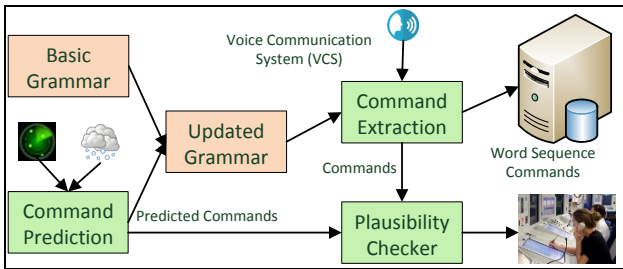 Basic
Grammar
Voice Communication
System (VCS)
Updated
Grammar
Command
Extraction
Word Sequence
Commands
Commands
Command
Prediction
Predicted Commands
Plausibility
Checker